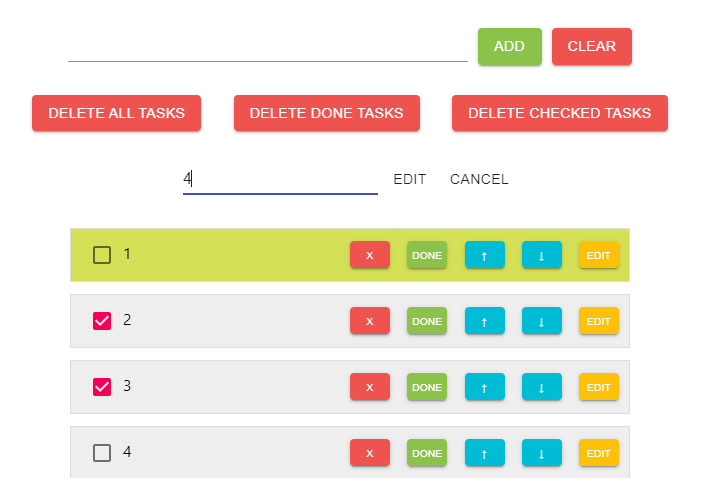 ADD CLEAR
DELETE ALL TASKS DELETE DONE TASKS DELETE CHECKED TASKS
4 EDIT CANCEL
1 X DONE ↑ ↓ EDIT
2 X DONE ↑ ↓ EDIT
3 X DONE ↑ ↓ EDIT
4 X DONE ↑ ↓ EDIT